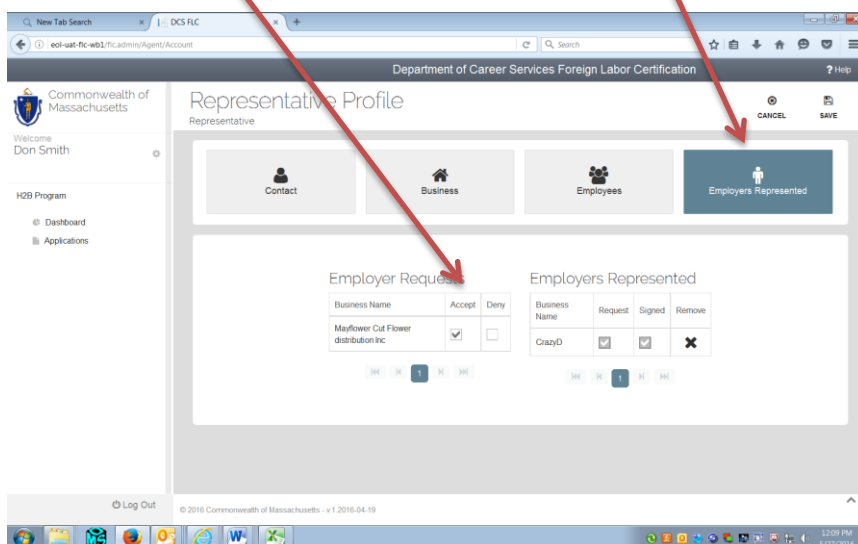 New Tab Search
DCS FLC
eol-uat-flc-wb1/flc.admin/Agent/Account
Search
Department of Career Services Foreign Labor Certification
? Help
Commonwealth of
Massachusetts
Representative Profile
Representative
CANCEL
SAVE
Welcome
Don Smith
Contact
Business
Employees
Employers Represented
H2B Program
Dashboard
Applications
Employer Requests
Business Name Accept Deny
Mayflower Cut Flower
distribution Inc
1
Employers Represented
Business
Name Request Signed Remove
CrazyD
1
Log Out
© 2016 Commonwealth of Massachusetts - v 1.2016-04-19
12:09 PM